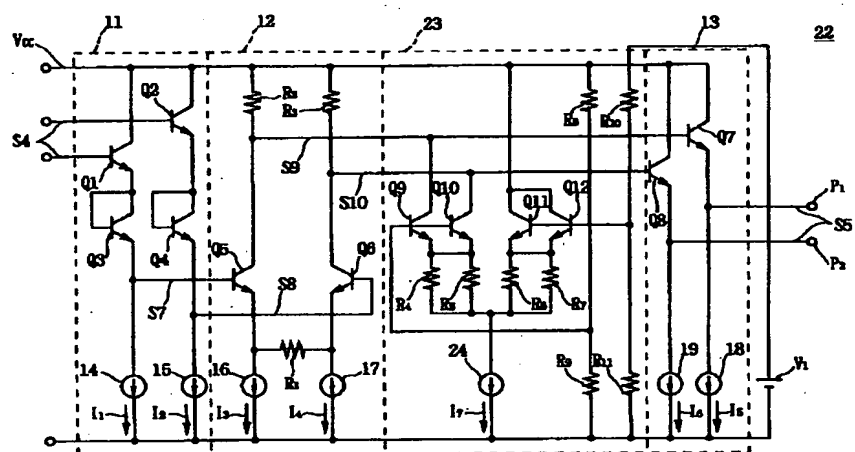 11
12
23
13
22
Vcc
Q2
R2
R3
R8
R10
Q7
S4
S9
Q1
S10
Q9
Q10
Q11
Q12
Q8
P1
S5
P2
Q3
Q4
Q5
Q6
S7
S8
R4
R5
R6
R7
14
15
16
17
R1
24
R9
R11
19
18
V1
I1
I2
I3
I4
I7
I6
I5